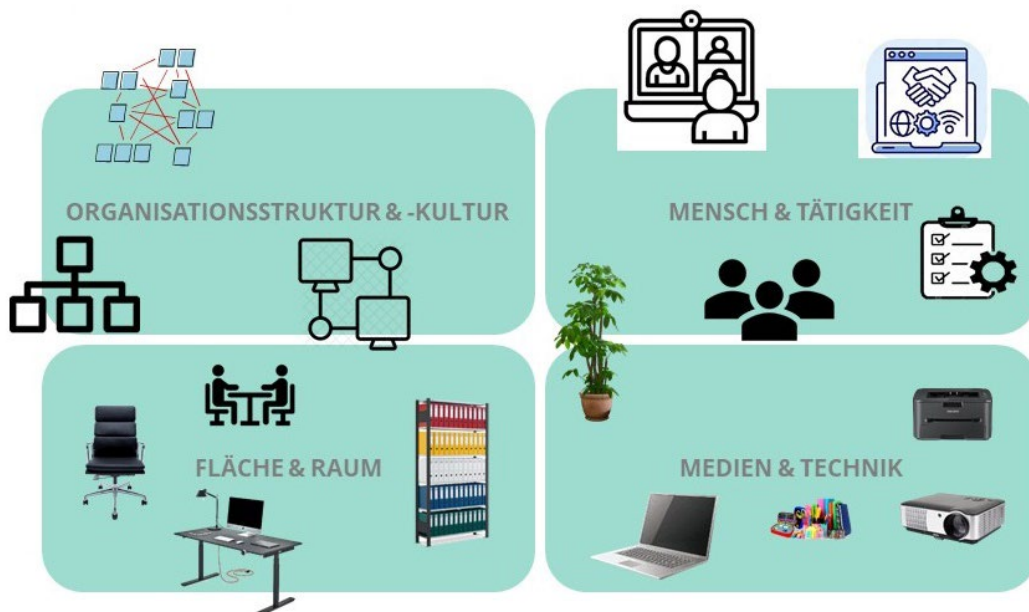 ORGANISATIONSSTRUKTUR & -KULTUR
MENSCH & TÄTIGKEIT
FLÄCHE & RAUM
MEDIEN & TECHNIK